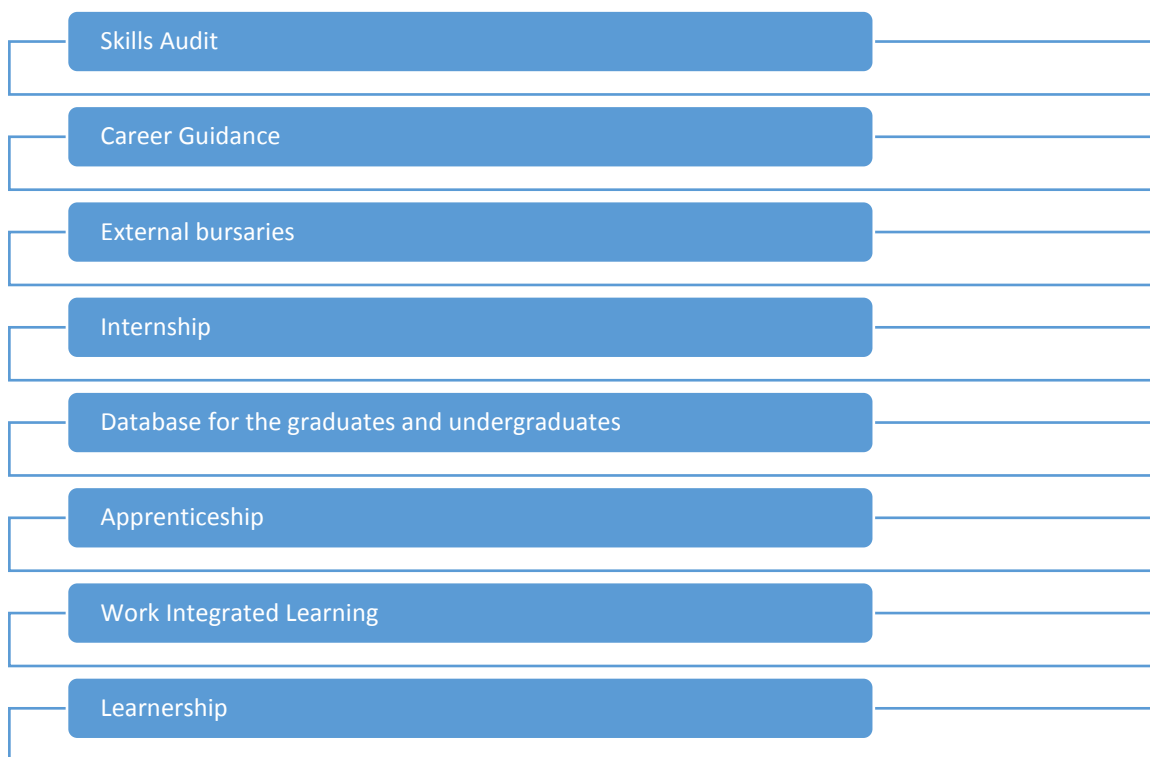 Skills Audit
Career Guidance
External bursaries
Internship
Database for the graduates and undergraduates
Apprenticeship
Work Integrated Learning
Learnership